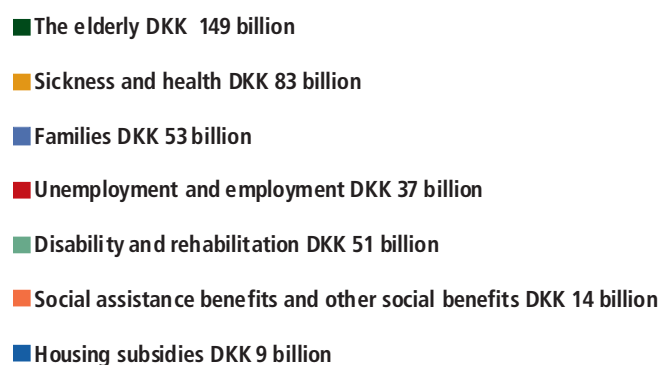 The elderly DKK 149 billion
Sickness and health DKK 83 billion
Families DKK 53 billion
Unemployment and employment DKK 37 billion
Disability and rehabilitation DKK 51 billion
Social assistance benefits and other social benefits DKK 14 billion
Housing subsidies DKK 9 billion